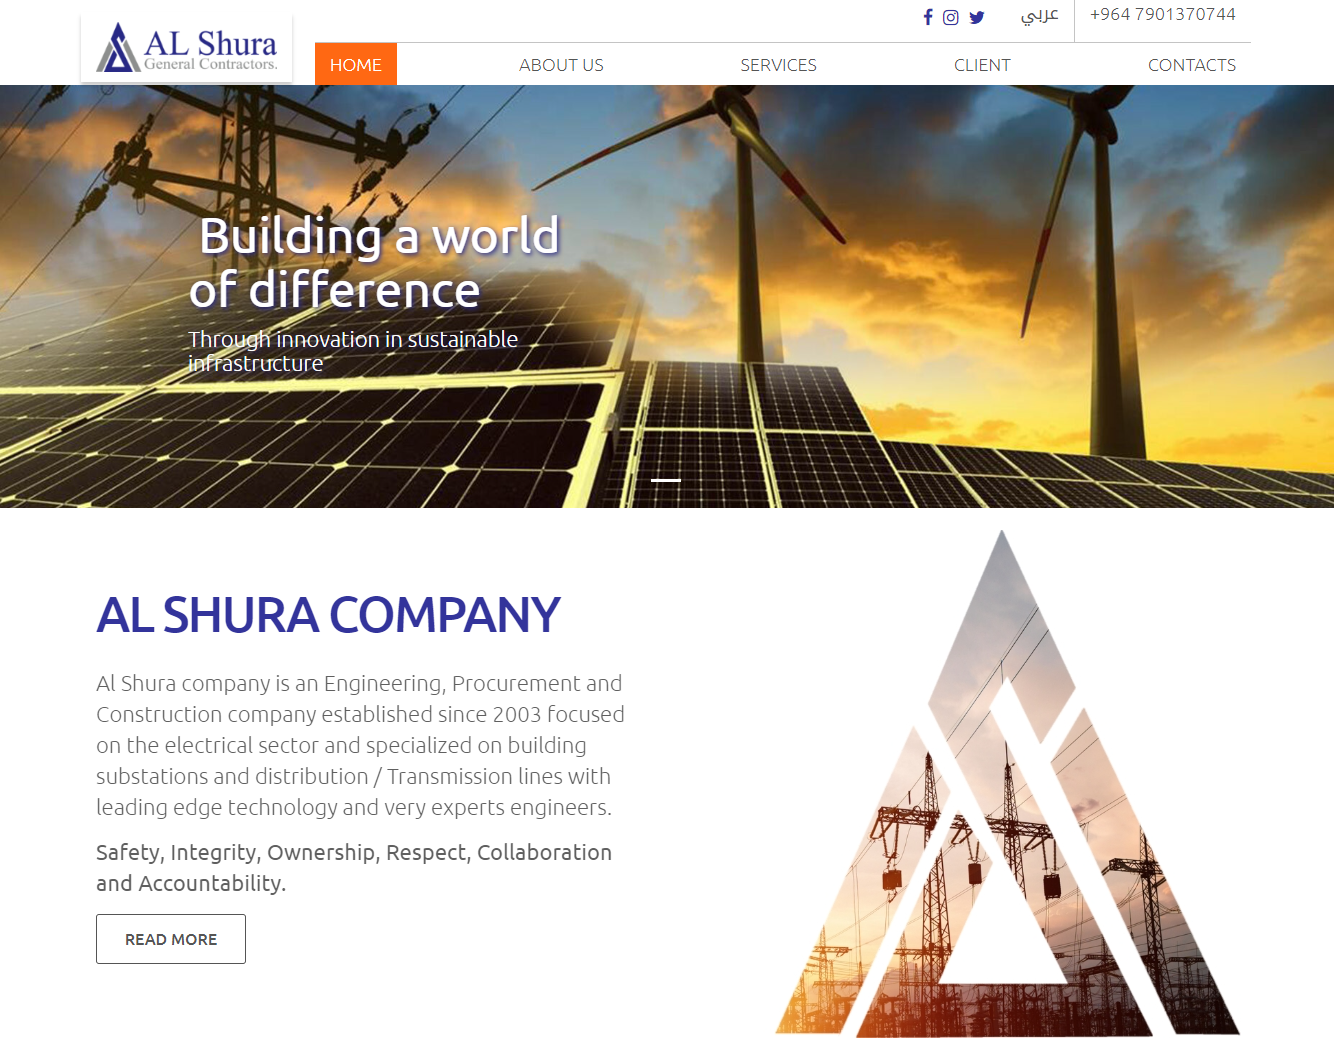 AL Shura
General Contractors.
عربي
+964 7901370744
HOME
ABOUT US
SERVICES
CLIENT
CONTACTS
Building a world
of difference
Through innovation in sustainable
infrastructure
AL SHURA COMPANY
Al Shura company is an Engineering, Procurement and
Construction company established since 2003 focused
on the electrical sector and specialized on building
substations and distribution / Transmission lines with
leading edge technology and very experts engineers.
Safety, Integrity, Ownership, Respect, Collaboration
and Accountability.
READ MORE